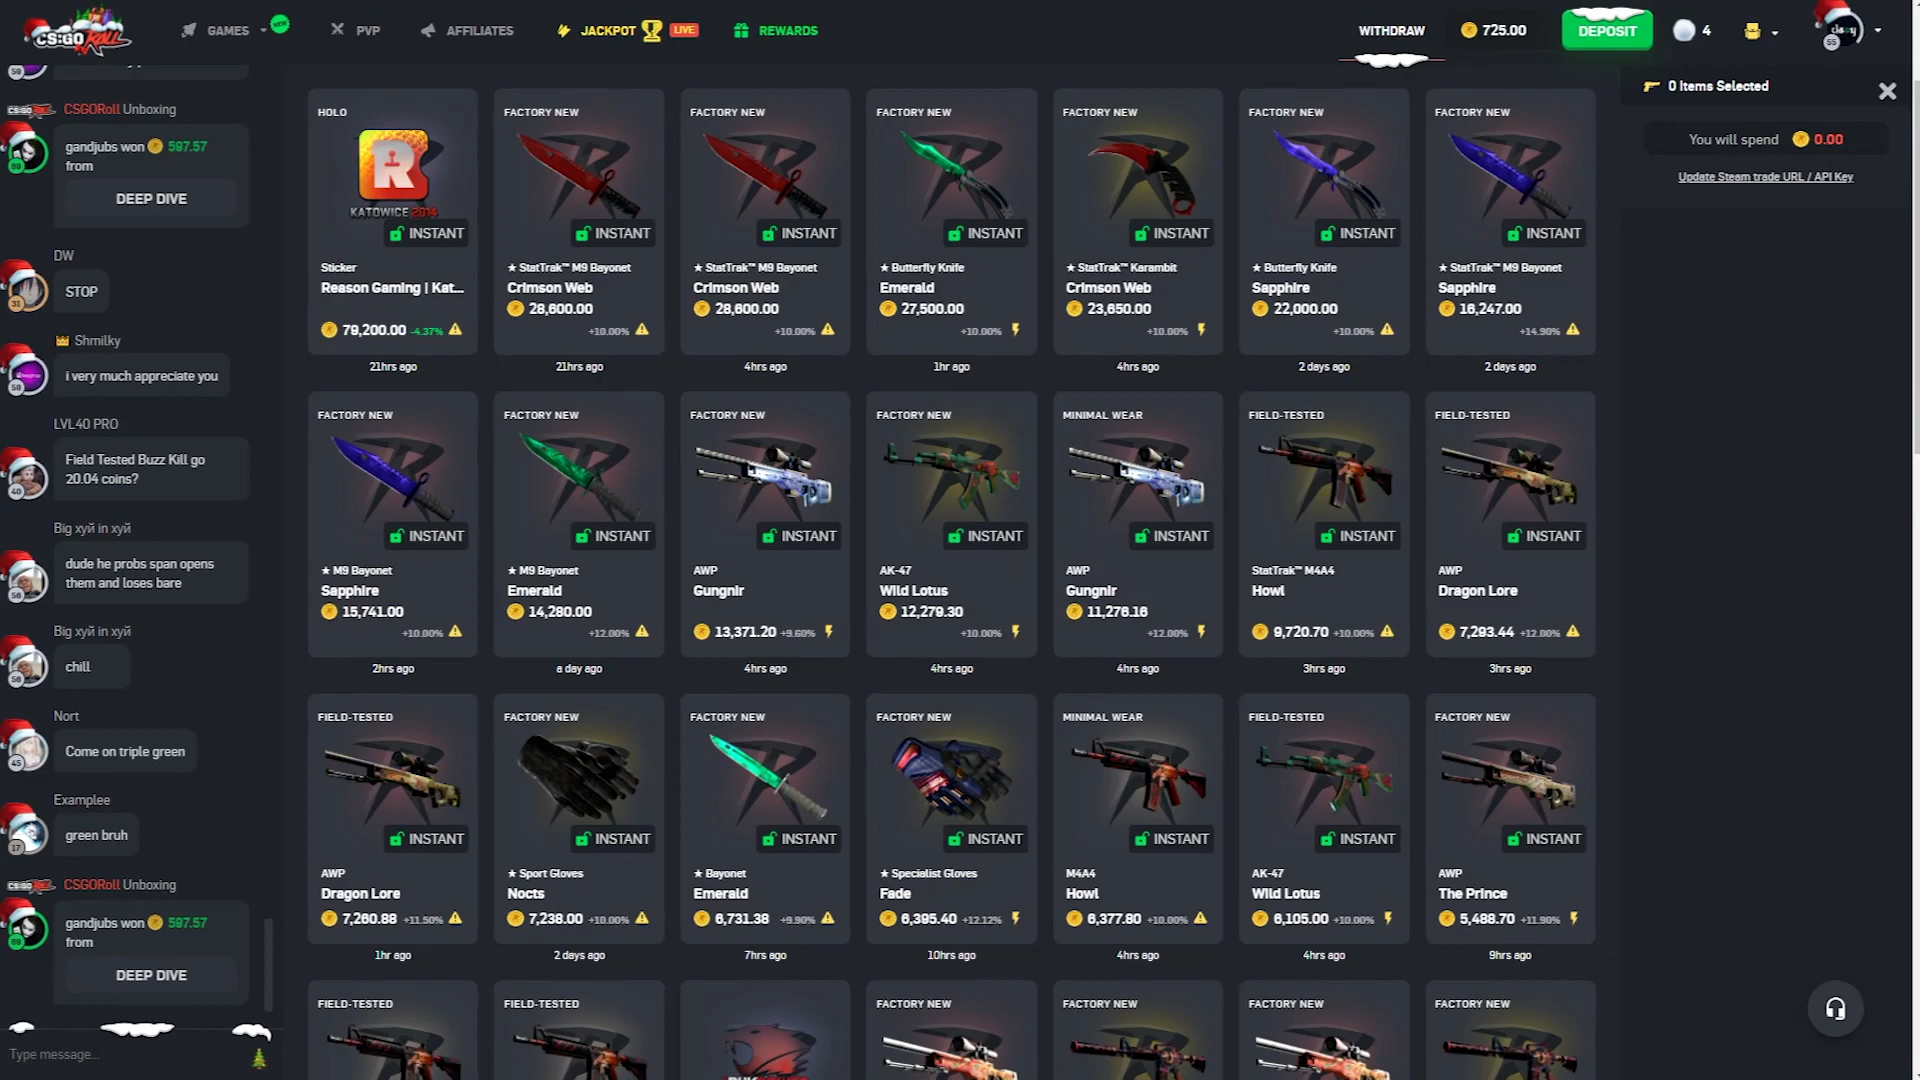 CS:GO ROLL
GAMES
NEW
PVP
AFFILIATES
JACKPOT
LIVE
REWARDS
WITHDRAW
725.00
DEPOSIT
4
55
59
CSGORoll Unboxing
gandjubs won 597.57
from
DEEP DIVE
DW
31
STOP
Shmilky
59
i very much appreciate you
LVL40 PRO
40
Field Tested Buzz Kill go
20.04 coins?
Big xyй in xyй
56
dude he probs span opens
them and loses bare
Big xyй in xyй
56
chill
Nort
45
Come on triple green
Examplee
17
green bruh
CSGORoll Unboxing
gandjubs won 597.57
from
DEEP DIVE
Type message...
0 Items Selected
You will spend 0.00
Update Steam trade URL / API Key
HOLO
KATOWICE 2014
INSTANT
Sticker
Reason Gaming | Kat...
79,200.00 -4.37%
21hrs ago
FACTORY NEW
INSTANT
★ StatTrak™ M9 Bayonet
Crimson Web
28,600.00
+10.00%
21hrs ago
FACTORY NEW
INSTANT
★ StatTrak™ M9 Bayonet
Crimson Web
28,600.00
+10.00%
4hrs ago
FACTORY NEW
INSTANT
★ Butterfly Knife
Emerald
27,500.00
+10.00%
1hr ago
FACTORY NEW
INSTANT
★ StatTrak™ Karambit
Crimson Web
23,650.00
+10.00%
4hrs ago
FACTORY NEW
INSTANT
★ Butterfly Knife
Sapphire
22,000.00
+10.00%
2 days ago
FACTORY NEW
INSTANT
★ StatTrak™ M9 Bayonet
Sapphire
16,247.00
+14.90%
2 days ago
FACTORY NEW
INSTANT
★ M9 Bayonet
Sapphire
15,741.00
+10.00%
2hrs ago
FACTORY NEW
INSTANT
★ M9 Bayonet
Emerald
14,280.00
+12.00%
a day ago
FACTORY NEW
INSTANT
AWP
Gungnir
13,371.20 +9.60%
4hrs ago
FACTORY NEW
INSTANT
AK-47
Wild Lotus
12,279.30
+10.00%
4hrs ago
MINIMAL WEAR
INSTANT
AWP
Gungnir
11,276.16
+12.00%
4hrs ago
FIELD-TESTED
INSTANT
StatTrak™ M4A4
Howl
9,720.70 +10.00%
3hrs ago
FIELD-TESTED
INSTANT
AWP
Dragon Lore
7,293.44 +12.00%
3hrs ago
FIELD-TESTED
INSTANT
AWP
Dragon Lore
7,260.88 +11.50%
1hr ago
FACTORY NEW
INSTANT
★ Sport Gloves
Nocts
7,238.00 +10.00%
2 days ago
FACTORY NEW
INSTANT
★ Bayonet
Emerald
6,731.38 +9.90%
7hrs ago
FACTORY NEW
INSTANT
★ Specialist Gloves
Fade
6,395.40 +12.12%
10hrs ago
MINIMAL WEAR
INSTANT
M4A4
Howl
6,377.80 +10.00%
4hrs ago
FIELD-TESTED
INSTANT
AK-47
Wild Lotus
6,105.00 +10.00%
4hrs ago
FACTORY NEW
INSTANT
AWP
The Prince
5,488.70 +11.90%
9hrs ago
FIELD-TESTED
FIELD-TESTED
FACTORY NEW
FACTORY NEW
FACTORY NEW
FACTORY NEW